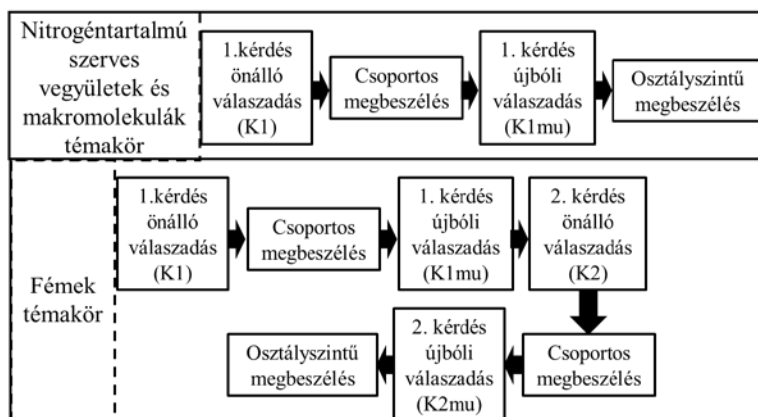 Nitrogéntartalmú
szerves
vegyületek és
makromolekulák
témakör
1.kérdés
önálló
válaszadás
(K1)
Csoportos
megbeszélés
1. kérdés
újbóli
válaszadás
(K1mu)
Osztályszintű
megbeszélés
Fémek
témakör
1.kérdés
önálló
válaszadás
(K1)
Csoportos
megbeszélés
1. kérdés
újbóli
válaszadás
(K1mu)
2. kérdés
önálló
válaszadás
(K2)
Csoportos
megbeszélés
2. kérdés
újbóli
válaszadás
(K2mu)
Osztályszintű
megbeszélés